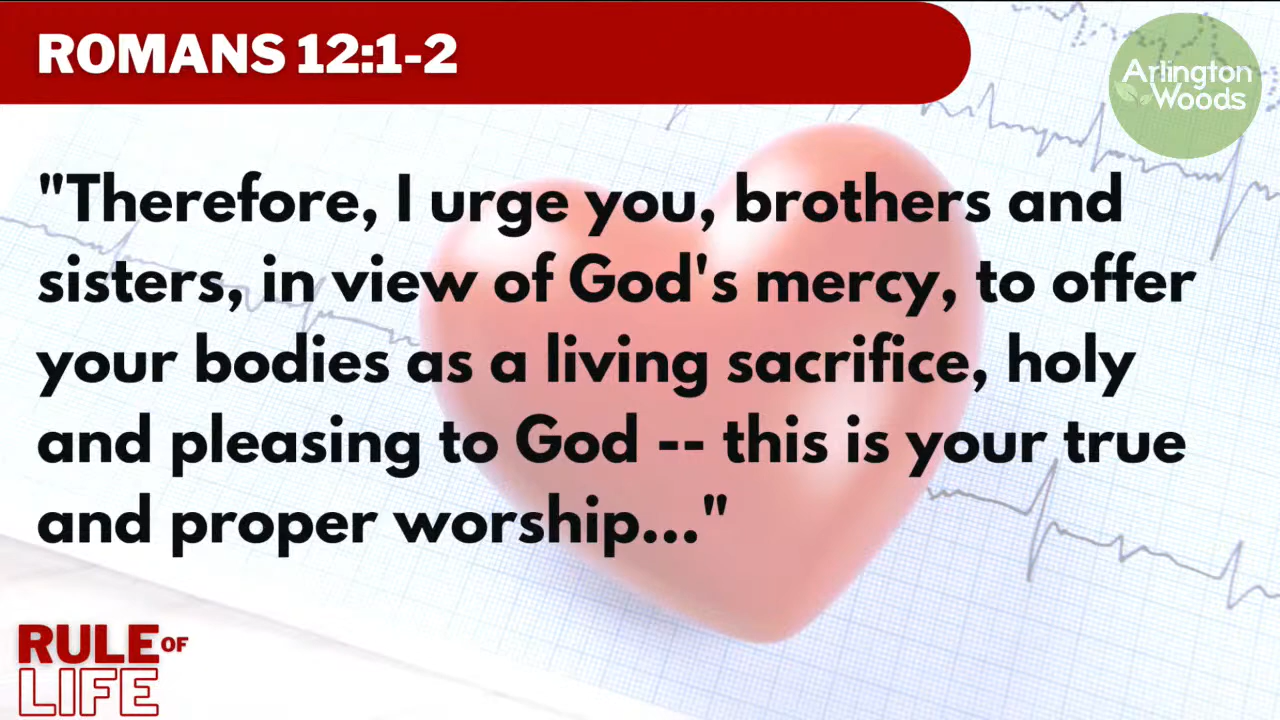 ROMANS 12:1-2
Arlington
Woods
"Therefore, I urge you, brothers and
sisters, in view of God's mercy, to offer
your bodies as a living sacrifice, holy
and pleasing to God -- this is your true
and proper worship..."
RULE OF
LIFE